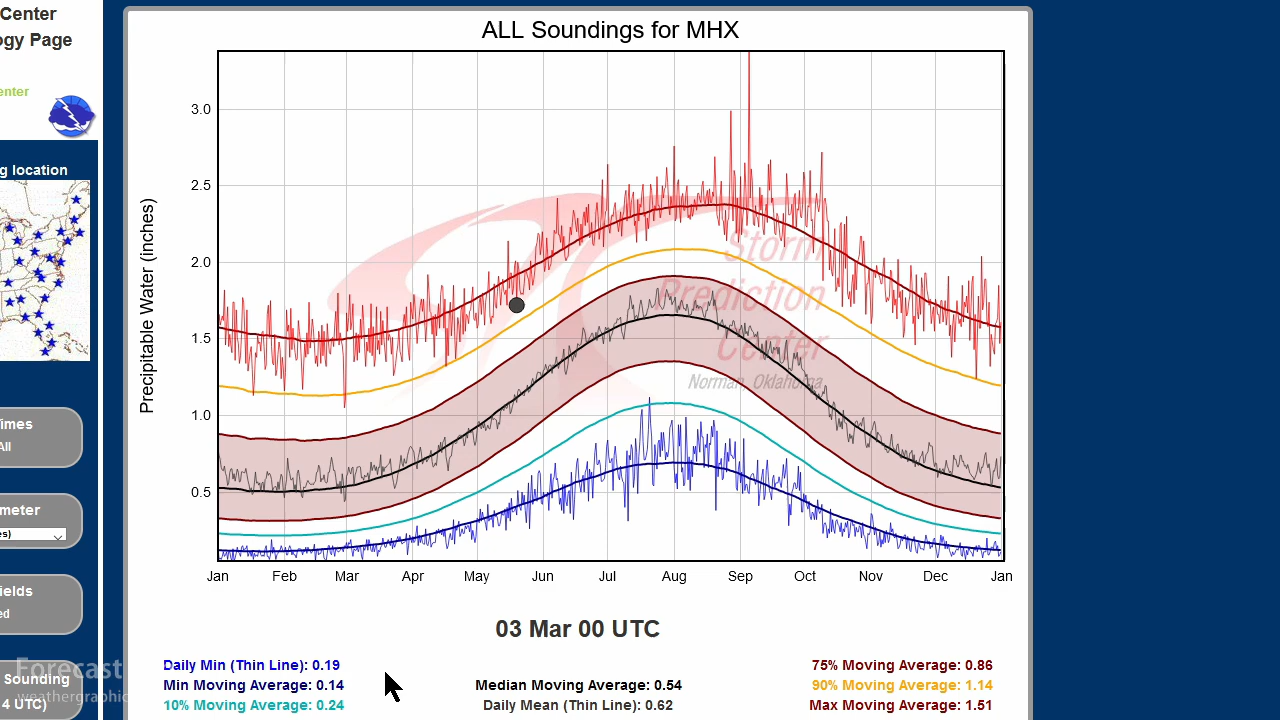 Center
ogy Page
enter
g location
imes
All
meter
es)
ields
ed
Sounding
4 UTC)
Forecast
weathergraphic
ALL Soundings for MHX
Precipitable Water (inches)
3.0
2.5
2.0
1.5
1.0
0.5
Storm
Prediction
Center
Norman, Oklahoma
Jan Feb Mar Apr May Jun Jul Aug Sep Oct Nov Dec Jan
03 Mar 00 UTC
Daily Min (Thin Line): 0.19
Min Moving Average: 0.14
10% Moving Average: 0.24
Median Moving Average: 0.54
Daily Mean (Thin Line): 0.62
75% Moving Average: 0.86
90% Moving Average: 1.14
Max Moving Average: 1.51